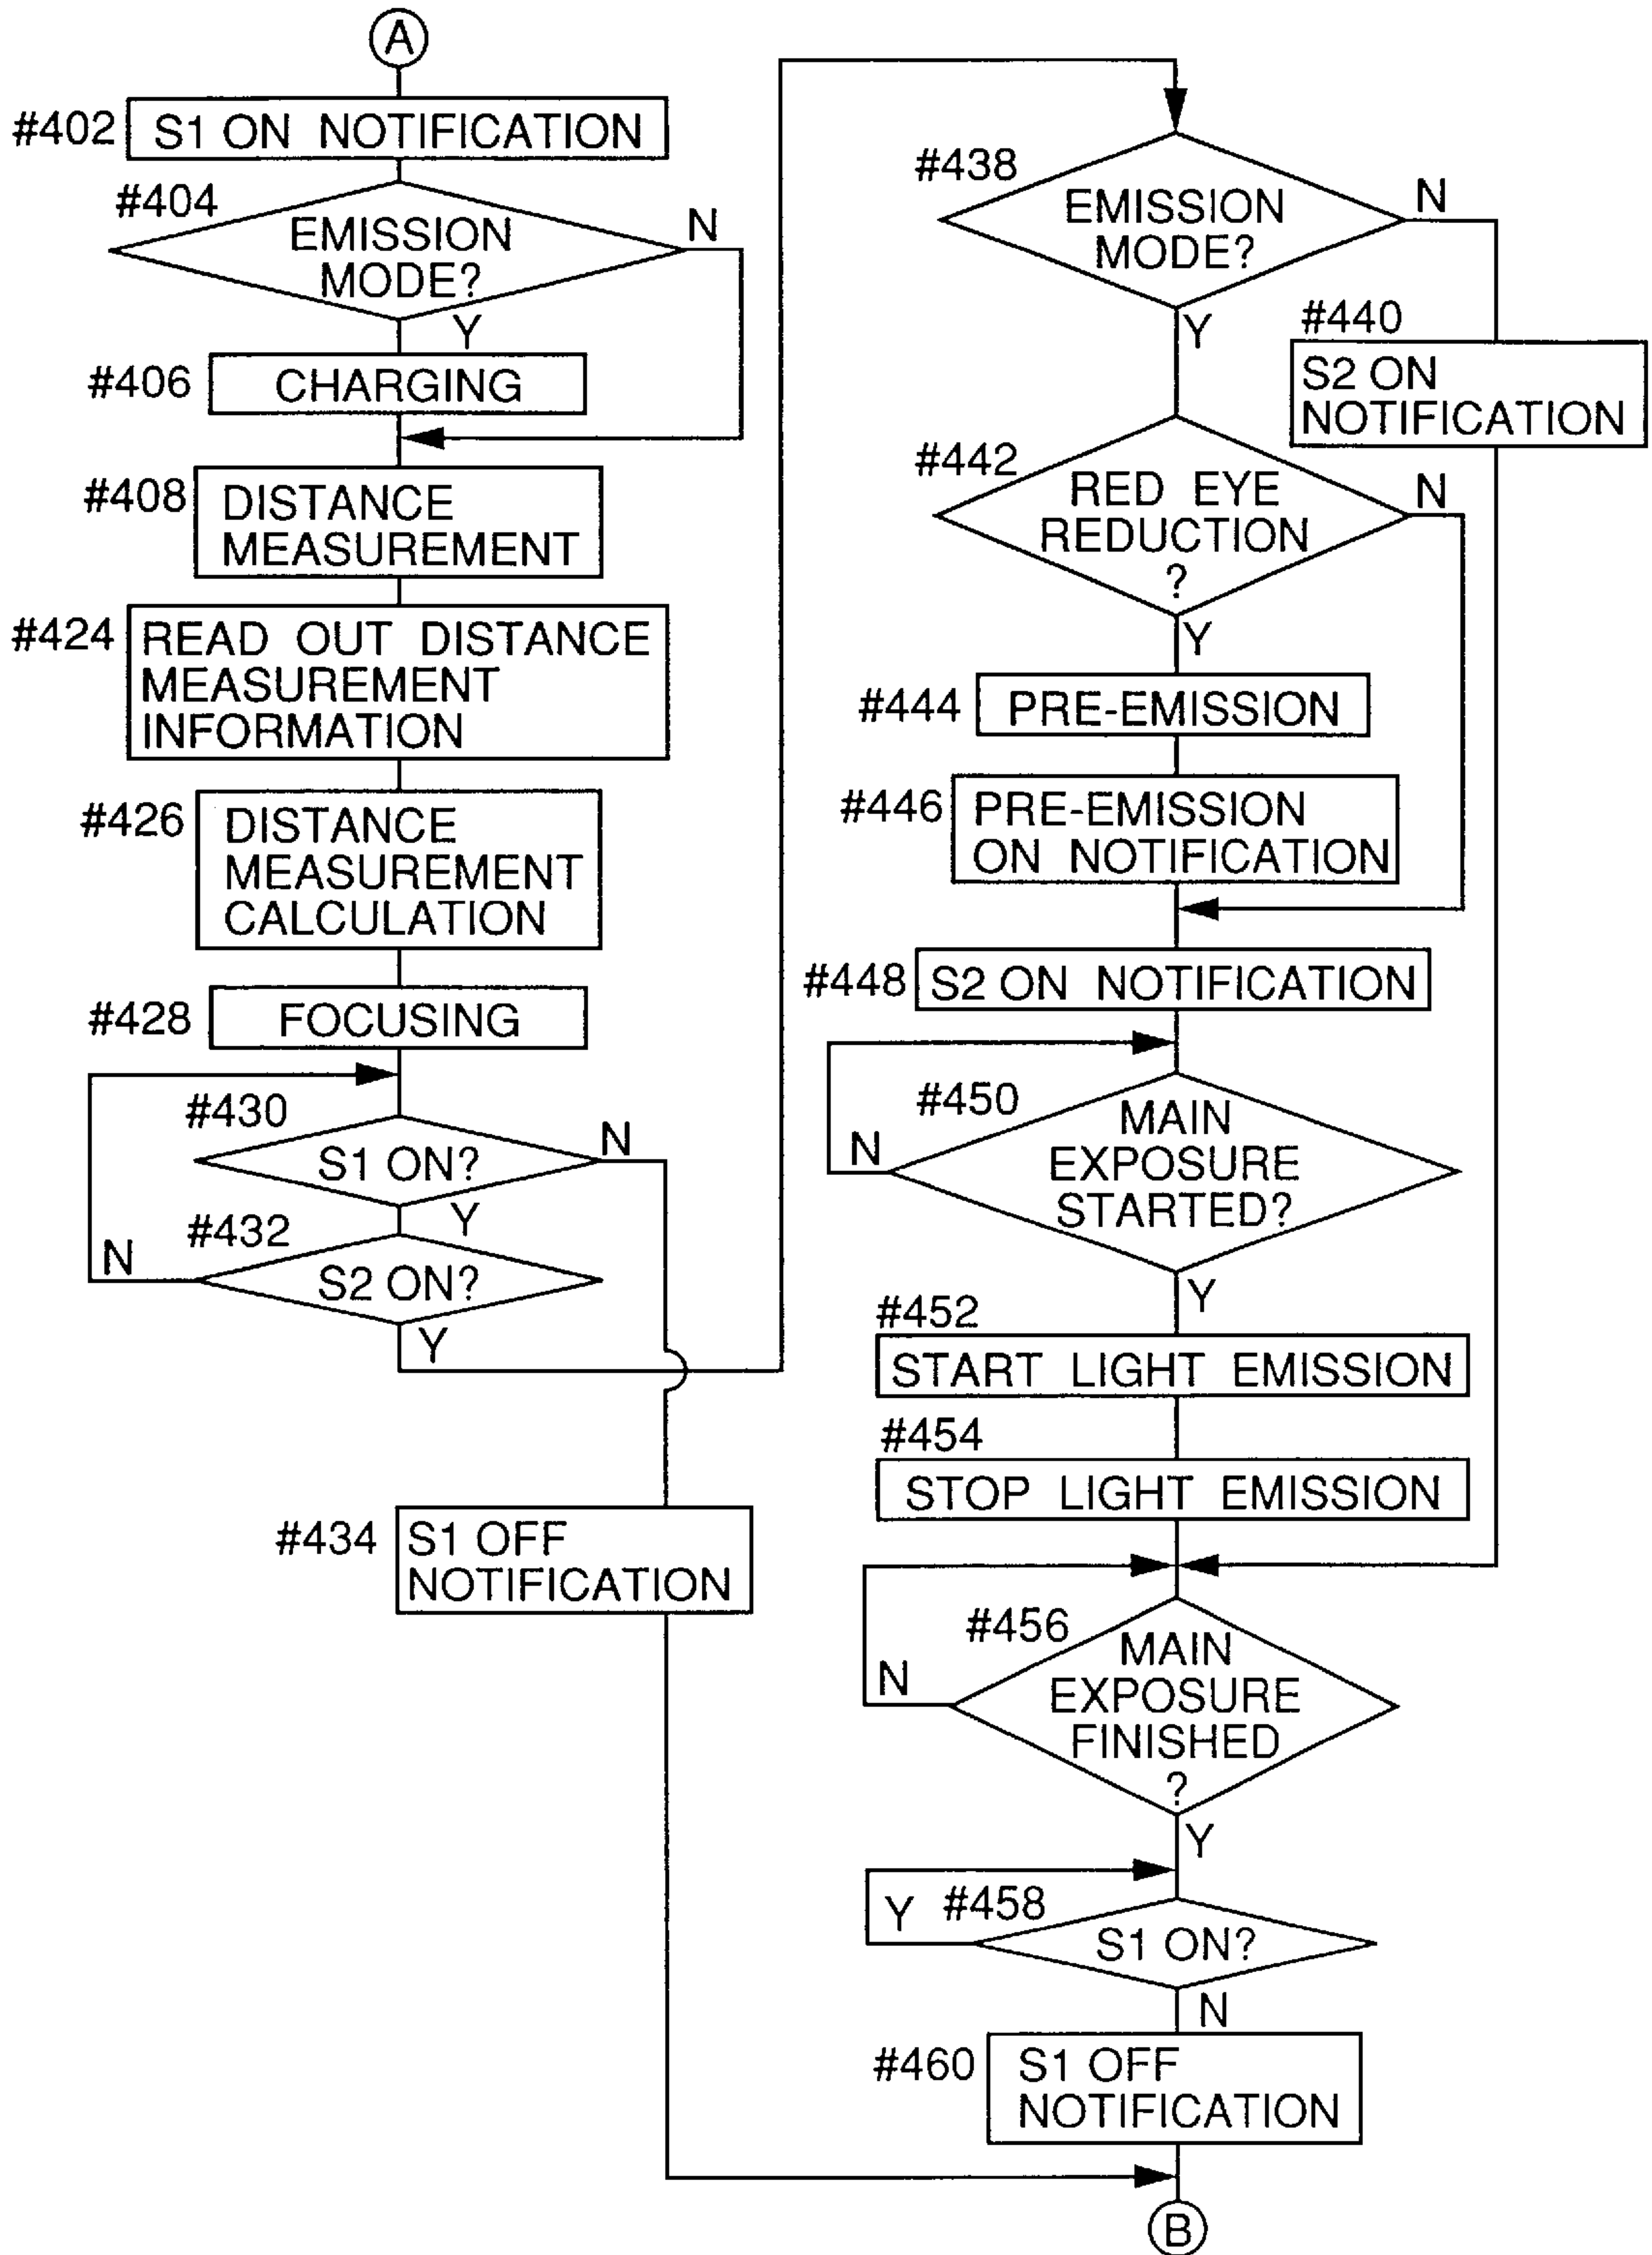 A
#402 S1 ON NOTIFICATION
#404
EMISSION
MODE?
N
Y
#406 CHARGING
#408 DISTANCE
MEASUREMENT
#424 READ OUT DISTANCE
MEASUREMENT
INFORMATION
#426 DISTANCE
MEASUREMENT
CALCULATION
#428 FOCUSING
#430
S1 ON?
N
Y
#432
S2 ON?
N
Y
#434 S1 OFF
NOTIFICATION
#438
EMISSION
MODE?
N
Y
#440
S2 ON
NOTIFICATION
#442
RED EYE
REDUCTION
?
N
Y
#444 PRE-EMISSION
#446 PRE-EMISSION
ON NOTIFICATION
#448 S2 ON NOTIFICATION
#450
MAIN
EXPOSURE
STARTED?
N
Y
#452
START LIGHT EMISSION
#454
STOP LIGHT EMISSION
#456
MAIN
EXPOSURE
FINISHED
?
N
Y
#458
S1 ON?
Y
N
#460 S1 OFF
NOTIFICATION
B